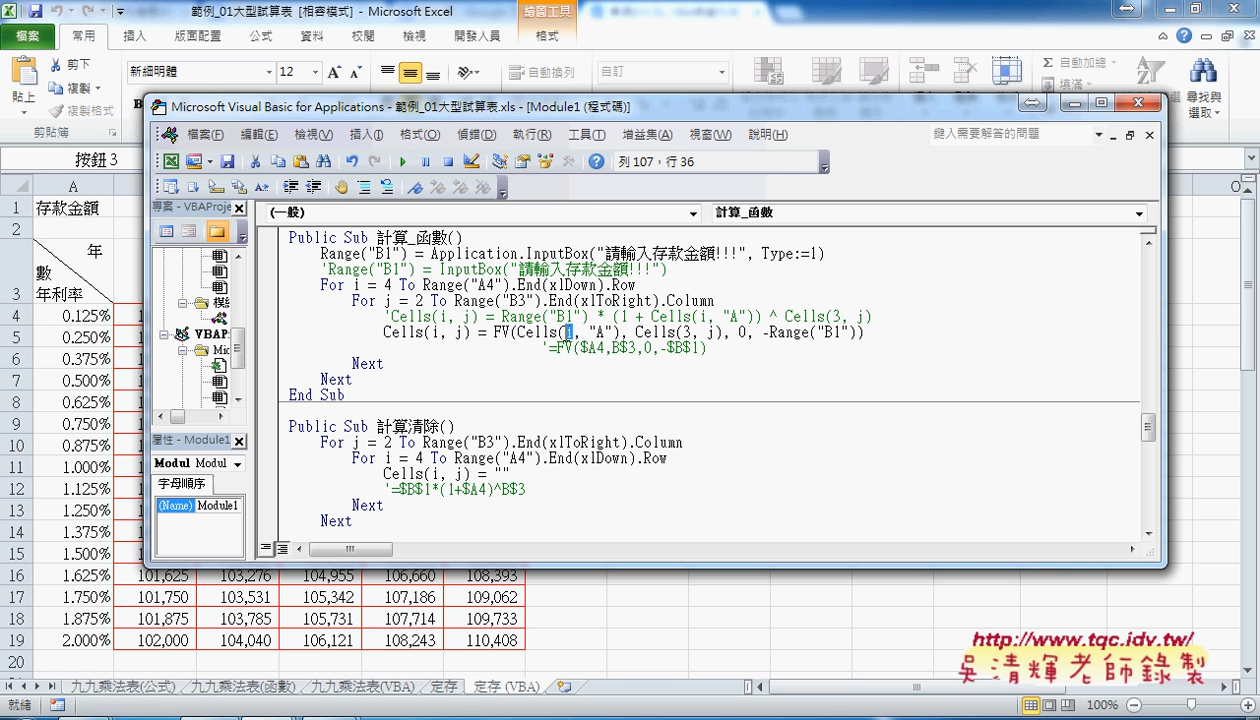 範例_01大型試算表 [相容模式] - Microsoft Excel
繪圖工具
檔案 常用 插入 版面配置 公式 資料 校閱 檢視 開發人員 格式
貼上
剪下
複製
複製格式
剪貼簿
新細明體 12
B
自動換列
自訂
自動加總
填滿
尋找與
選取
按鈕 3
Microsoft Visual Basic for Applications - 範例_01大型試算表.xls - [Module1 (程式碼)]
檔案(F) 編輯(E) 檢視(V) 插入(I) 格式(O) 偵錯(D) 執行(R) 工具(T) 增益集(A) 視窗(W) 說明(H)
鍵入需要解答的問題
列 107，行 36
專案 - VBAProje
VBAP
Mic
屬性 - Module1
Modul Modul
字母順序
(Name) Module1
(一般) 計算_函數
Public Sub 計算_函數()
Range("B1") = Application.InputBox("請輸入存款金額!!!", Type:=1)
'Range("B1") = InputBox("請輸入存款金額!!!")
For i = 4 To Range("A4").End(xlDown).Row
For j = 2 To Range("B3").End(xlToRight).Column
'Cells(i, j) = Range("B1") * (1 + Cells(i, "A")) ^ Cells(3, j)
Cells(i, j) = FV(Cells(i, "A"), Cells(3, j), 0, -Range("B1"))
'=FV($A4,B$3,0,-$B$1)
Next
Next
End Sub
Public Sub 計算清除()
For j = 2 To Range("B3").End(xlToRight).Column
For i = 4 To Range("A4").End(xlDown).Row
Cells(i, j) = ""
'=$B$1*(1+$A4)^B$3
Next
Next
A O
1 存款金額
2
年
數
3 年利率
4 0.125%
5 0.250%
6 0.375%
7 0.500%
8 0.625%
9 0.750%
10 0.875%
11 1.000%
12 1.125%
13 1.250%
14 1.375%
15 1.500%
16 1.625% 101,625 103,276 104,955 106,660 108,393
17 1.750% 101,750 103,531 105,342 107,186 109,062
18 1.875% 101,875 103,785 105,731 107,714 109,733
19 2.000% 102,000 104,040 106,121 108,243 110,408
20
http://www.tqc.idv.tw/
吳清輝老師錄製
九九乘法表(公式) 九九乘法表(函數) 九九乘法表(VBA) 定存 定存 (VBA)
就緒 100%